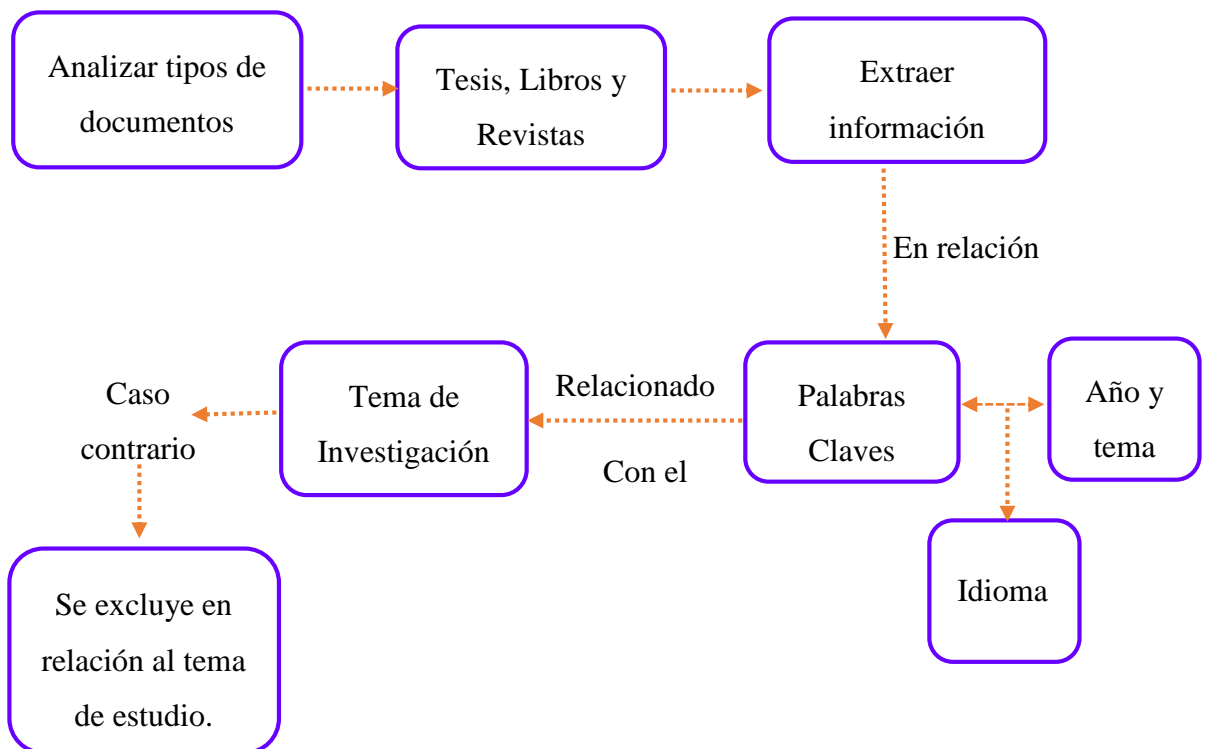 Analizar tipos de
documentos
Tesis, Libros y
Revistas
Extraer
información
En relación
Palabras
Claves
Año y
tema
Idioma
Relacionado
Con el
Tema de
Investigación
Caso
contrario
Se excluye en
relación al tema
de estudio.